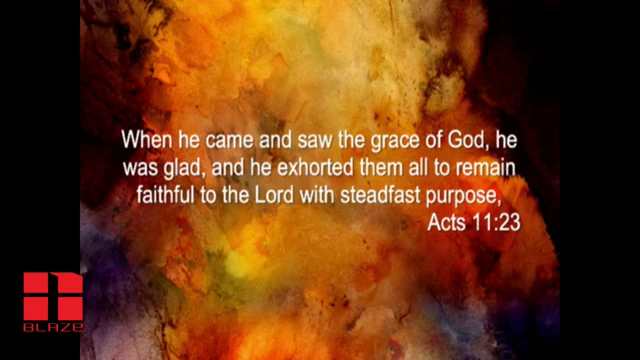 When he came and saw the grace of God, he
was glad, and he exhorted them all to remain
faithful to the Lord with steadfast purpose,
Acts 11:23
BLAZE